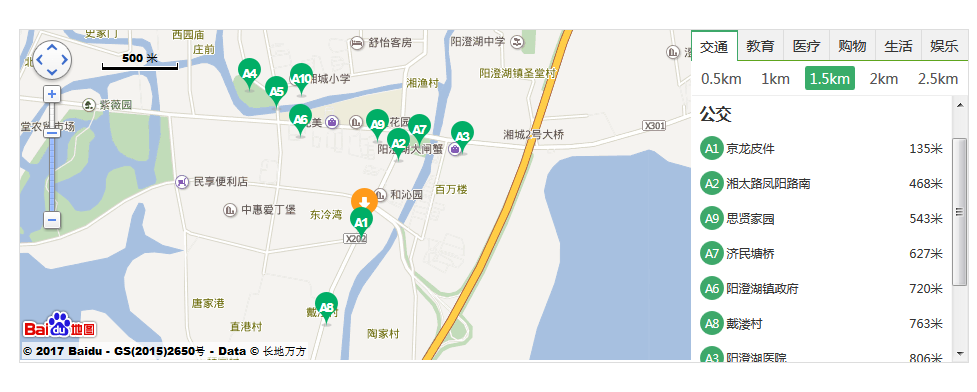 史家门
西园庙
庄前
舒怡客房
阳澄湖中学
500 米
A4
A10
湘城小学
A5
湘渔村
阳澄湖镇圣堂村
紫薇园
堂农贸市场
A6
美
A9
花园
A7
A3
湘城2号大桥
X301
A2
阳澄湖大闸蟹
民享便利店
百万楼
和沁园
中惠爱丁堡
东冷湾
A1
X202
唐家港
A8
直港村
陶家村
Baidu地图
© 2017 Baidu - GS(2015)2650号 - Data © 长地万方
交通 教育 医疗 购物 生活 娱乐
0.5km 1km 1.5km 2km 2.5km
公交
A1 京龙皮件 135米
A2 湘太路凤阳路南 468米
A9 思贤家园 543米
A7 济民塘桥 627米
A6 阳澄湖镇政府 720米
A8 戴溇村 763米
A3 阳澄湖医院 806米